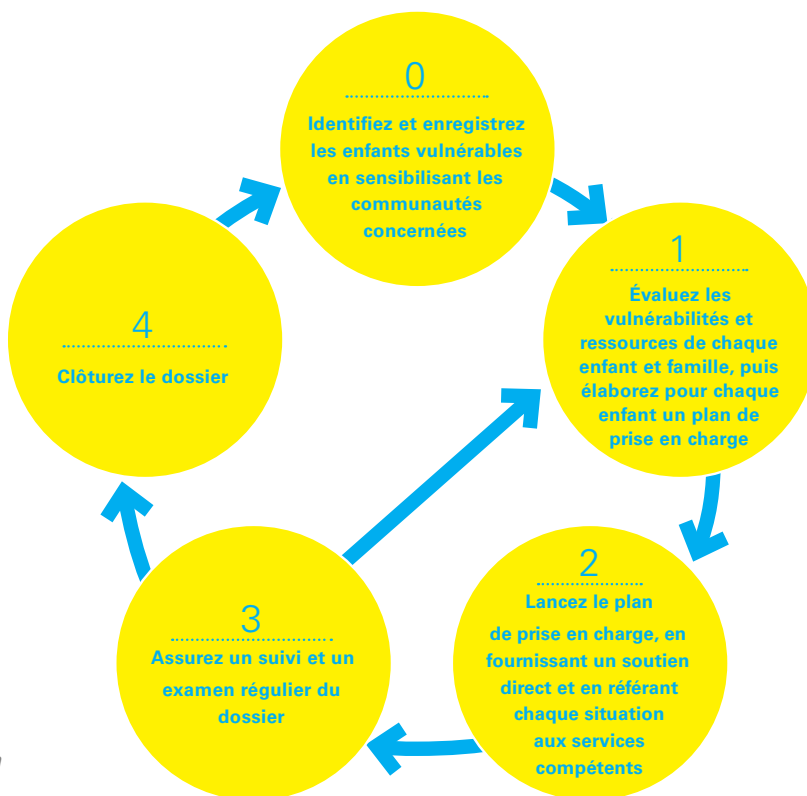 0
Identifiez et enregistrez
les enfants vulnérables
en sensibilisant les
communautés
concernées
1
Évaluez les
vulnérabilités et
ressources de chaque
enfant et famille, puis
élaborez pour chaque
enfant un plan de
prise en charge
2
Lancez le plan
de prise en charge, en
fournissant un soutien
direct et en référant
chaque situation
aux services
compétents
3
Assurez un suivi et un
examen régulier du
dossier
4
Clôturez le dossier